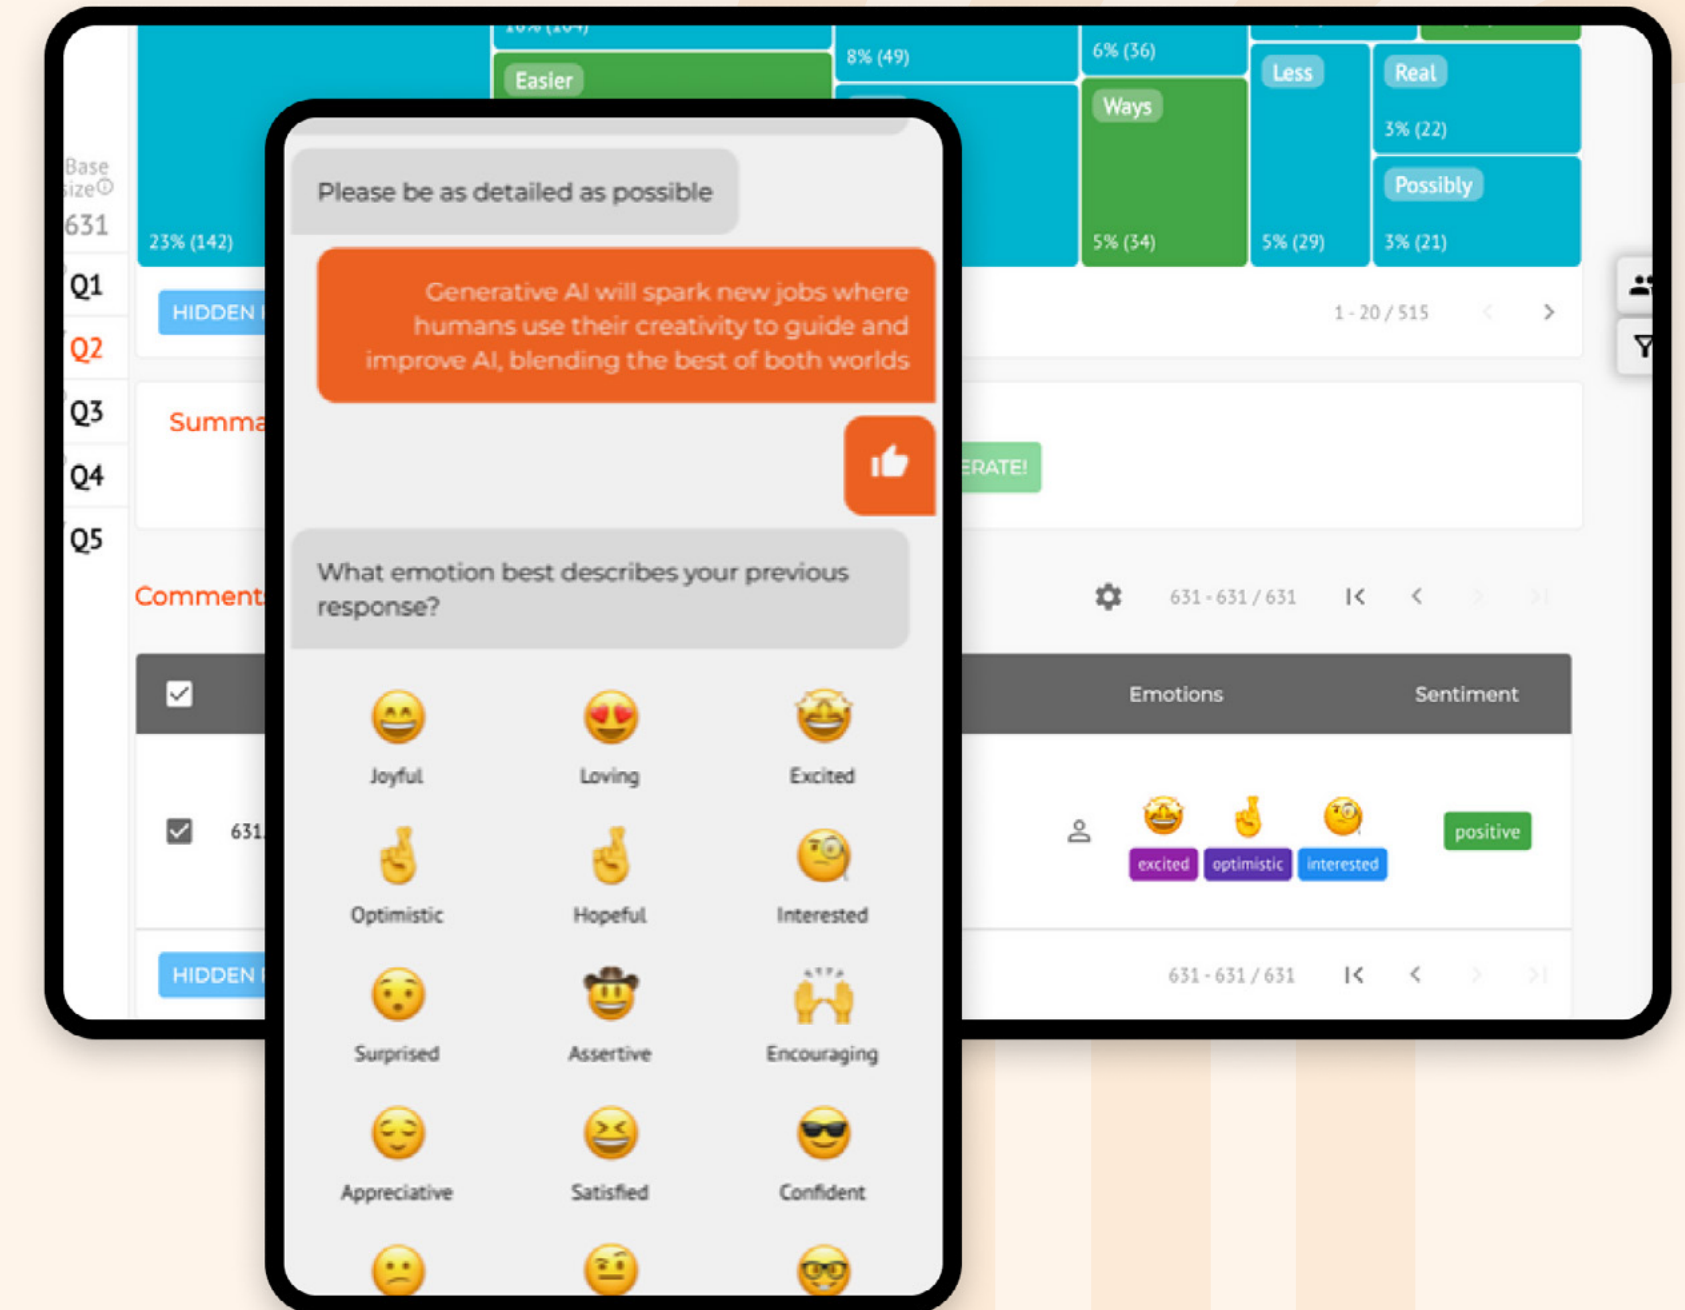 8% (49)
6% (36)
Easier
Less
Real
Ways
3% (22)
Base
size
631
Possibly
23% (142)
5% (34)
5% (29)
3% (21)
Q1
Q2
Q3
Q4
Q5
HIDDEN
1 - 20 / 515
Please be as detailed as possible
Generative AI will spark new jobs where
humans use their creativity to guide and
improve AI, blending the best of both worlds
What emotion best describes your previous
response?
Joyful
Loving
Excited
Optimistic
Hopeful
Interested
Surprised
Assertive
Encouraging
Appreciative
Satisfied
Confident
631 - 631 / 631
Emotions
Sentiment
631
excited
optimistic
interested
positive
HIDDEN
631 - 631 / 631